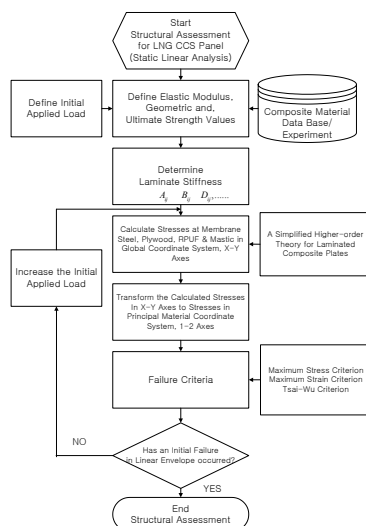 Start
Structural Assessment
for LNG CCS Panel
(Static Linear Analysis)
Define Initial
Applied Load
Define Elastic Modulus,
Geometric and,
Ultimate Strength Values
Composite Material
Data Base/
Experiment
Determine
Laminate Stiffness
A_ij B_ij D_ij,......
Calculate Stresses at Membrane
Steel, Plywood, RPUF & Mastic in
Global Coordinate System, X-Y
Axes
A Simplified Higher-order
Theory for Laminated
Composite Plates
Increase the Initial
Applied Load
Transform the Calculated Stresses
In X-Y Axes to Stresses in
Principal Material Coordinate
System, 1-2 Axes
Failure Criteria
Maximum Stress Criterion
Maximum Strain Criterion
Tsai-Wu Criterion
NO
Has an Initial Failure
in Linear Envelope occurred?
YES
End
Structural Assessment